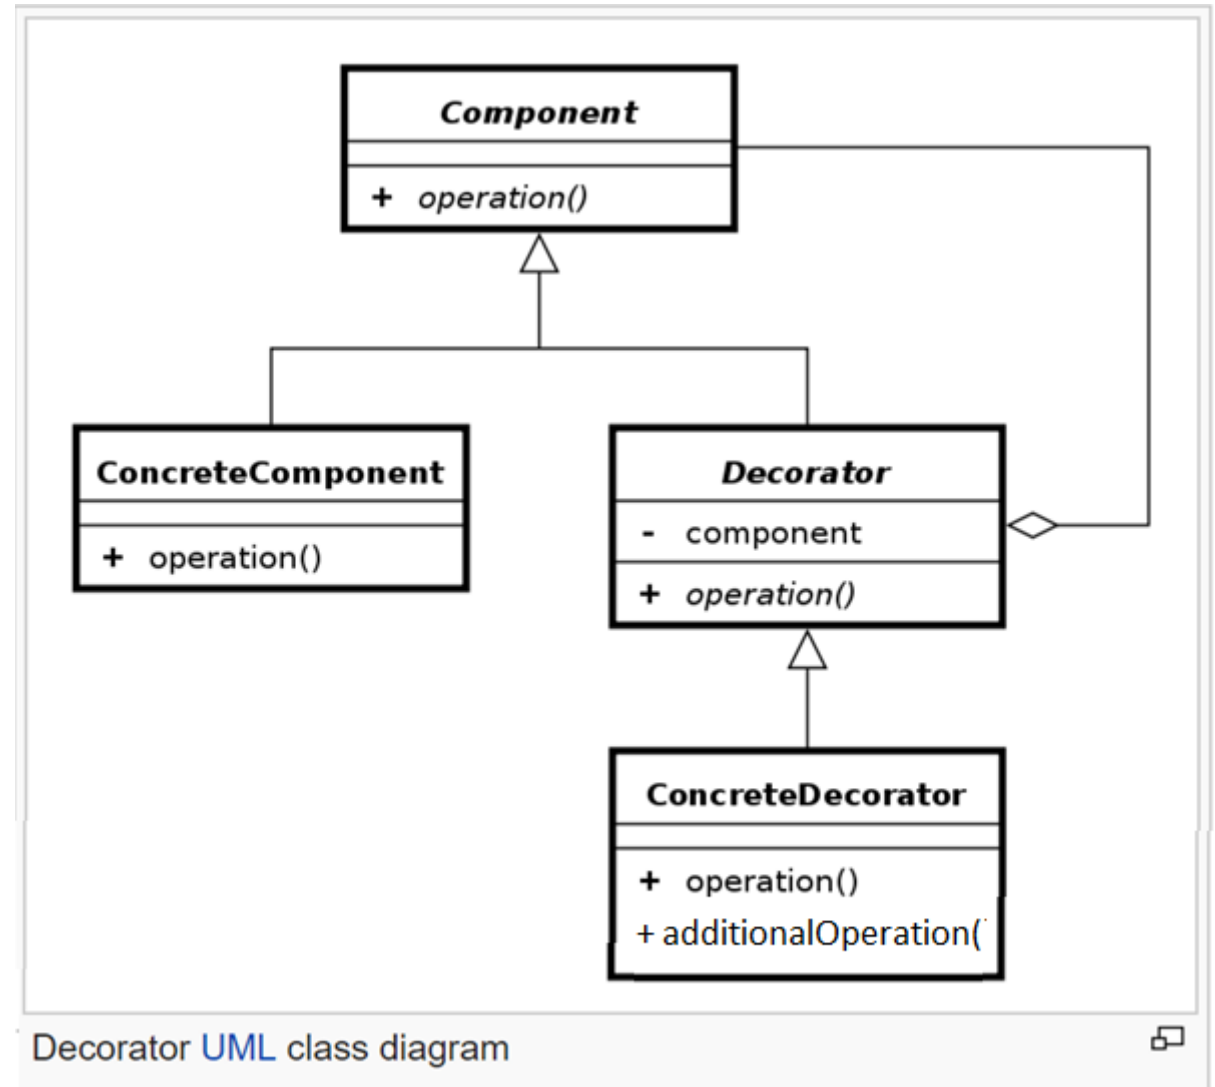 Component
+ operation()
ConcreteComponent
+ operation()
Decorator
- component
+ operation()
ConcreteDecorator
+ operation()
+ additionalOperation(
Decorator UML class diagram